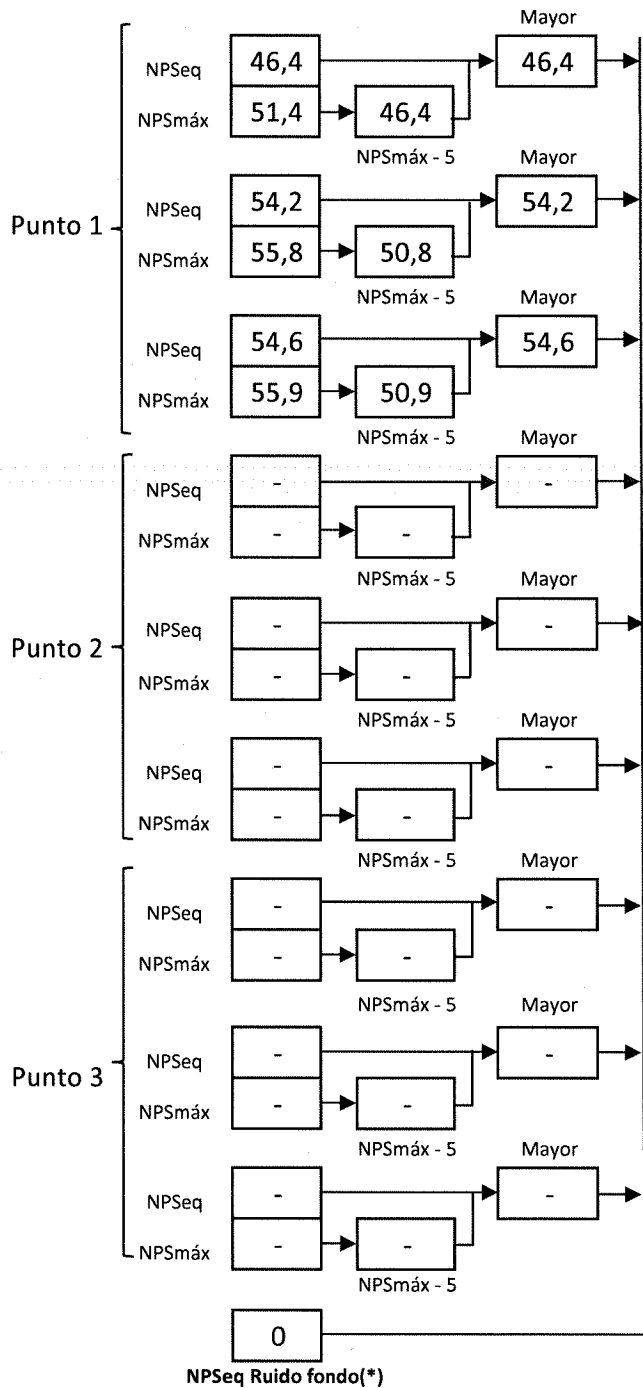 Mayor
NPSeq 46,4 46,4
NPSmáx 51,4 46,4
NPSmáx - 5 Mayor
Punto 1
NPSeq 54,2 54,2
NPSmáx 55,8 50,8
NPSmáx - 5 Mayor
NPSeq 54,6 54,6
NPSmáx 55,9 50,9
NPSmáx - 5 Mayor
NPSeq - -
NPSmáx - -
NPSmáx - 5 Mayor
Punto 2
NPSeq - -
NPSmáx - -
NPSmáx - 5 Mayor
NPSeq - -
NPSmáx - -
NPSmáx - 5 Mayor
NPSeq - -
NPSmáx - -
NPSmáx - 5 Mayor
Punto 3
NPSeq - -
NPSmáx - -
NPSmáx - 5 Mayor
NPSeq - -
NPSmáx - -
NPSmáx - 5
0
NPSeq Ruido fondo(*)